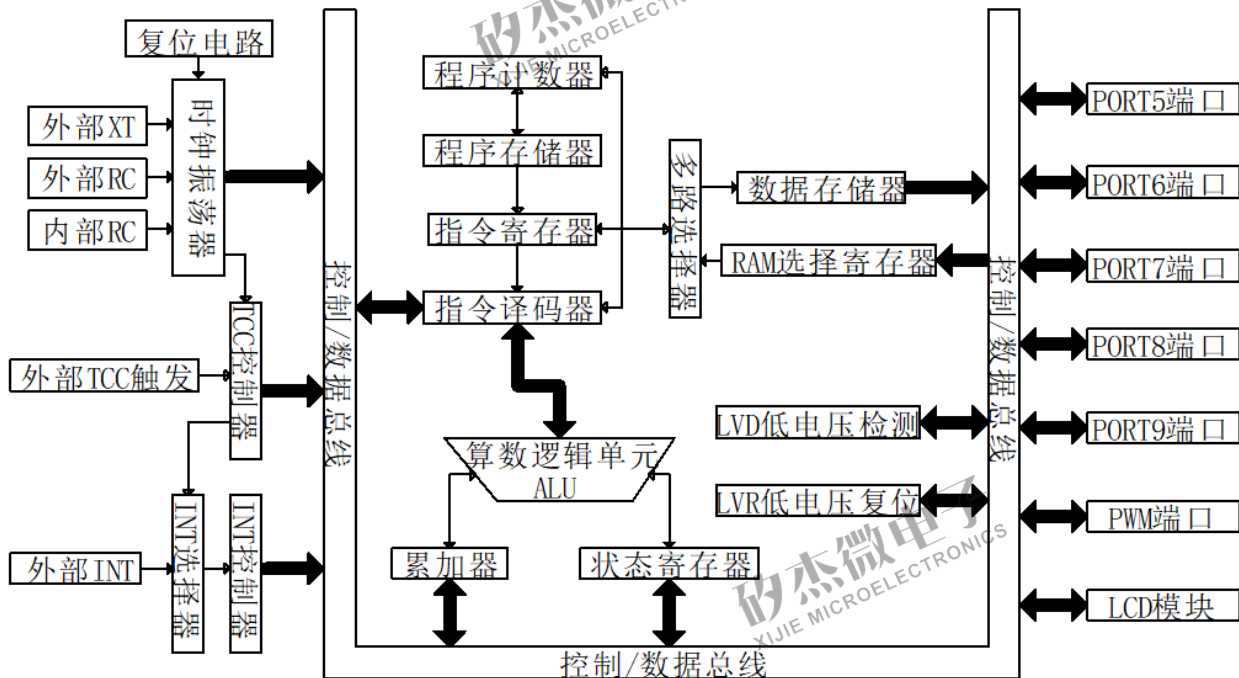 矽杰微电子
XIJIE MICROELECTRONICS
复位电路
时钟振荡器
外部XT
外部RC
内部RC
TCC控制器
外部TCC触发
INT选择器
INT控制器
外部INT
控制/数据总线
程序计数器
程序存储器
指令寄存器
指令译码器
多路选择器
数据存储器
RAM选择寄存器
算数逻辑单元
ALU
累加器
状态寄存器
LVD低电压检测
LVR低电压复位
矽杰微电子
XIJIE MICROELECTRONICS
控制/数据总线
控制/数据总线
PORT5端口
PORT6端口
PORT7端口
PORT8端口
PORT9端口
PWM端口
LCD模块